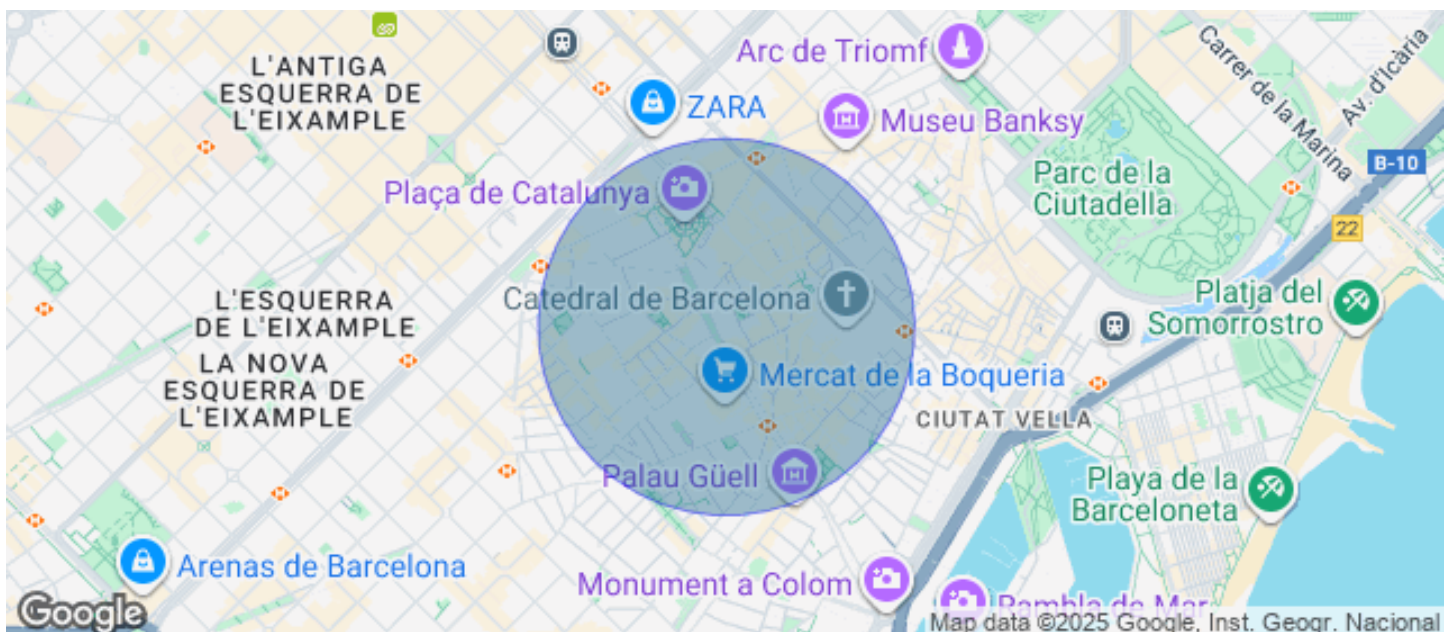 Arc de Triomf
L'ANTIGA
ESQUERRA DE
L'EIXAMPLE
ZARA
Museu Banksy
Carrer de la Marina
Av. d'Icària
B-10
Parc de la
Ciutadella
Plaça de Catalunya
22
Catedral de Barcelona
Platja del
Somorrostro
L'ESQUERRA
DE L'EIXAMPLE
LA NOVA
ESQUERRA DE
L'EIXAMPLE
Mercat de la Boqueria
CIUTAT VELLA
Palau Güell
Playa de la
Barceloneta
Arenas de Barcelona
Monument a Colom
Rambla de Mar
Google
Map data ©2025 Google, Inst. Geogr. Nacional